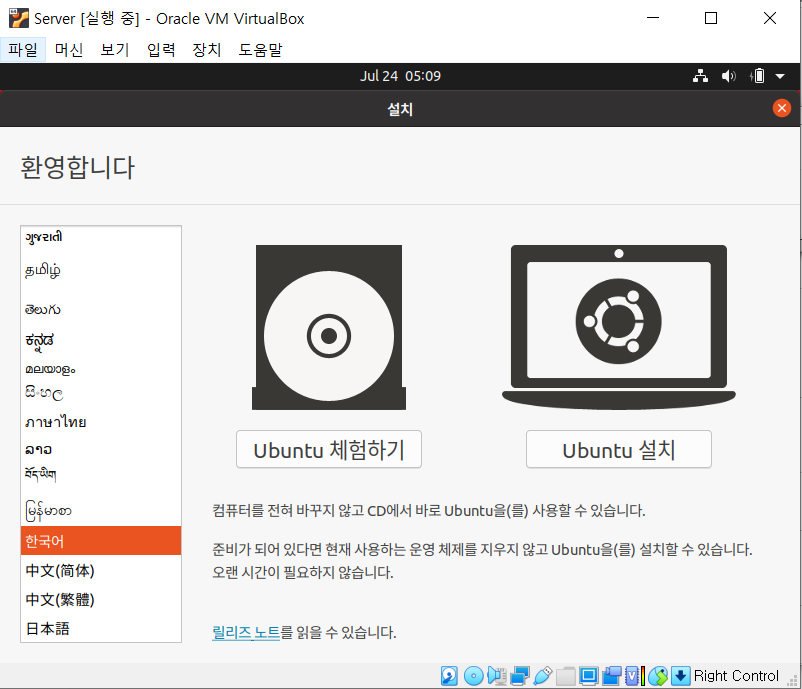 Server [실행 중] - Oracle VM VirtualBox
파일 머신 보기 입력 장치 도움말
Jul 24 05:09
설치
환영합니다
ગુજરાતી
தமிழ்
తెలుగు
ಕನ್ನಡ
മലയാളം
සිංහල
ภาษาไทย
ລາວ
བོད་ཡིག
မြန်မာစာ
한국어
中文(简体)
中文(繁體)
日本語
Ubuntu 체험하기
Ubuntu 설치
컴퓨터를 전혀 바꾸지 않고 CD에서 바로 Ubuntu을(를) 사용할 수 있습니다.
준비가 되어 있다면 현재 사용하는 운영 체제를 지우지 않고 Ubuntu을(를) 설치할 수 있습니다.
오랜 시간이 필요하지 않습니다.
릴리즈 노트를 읽을 수 있습니다.
Right Control